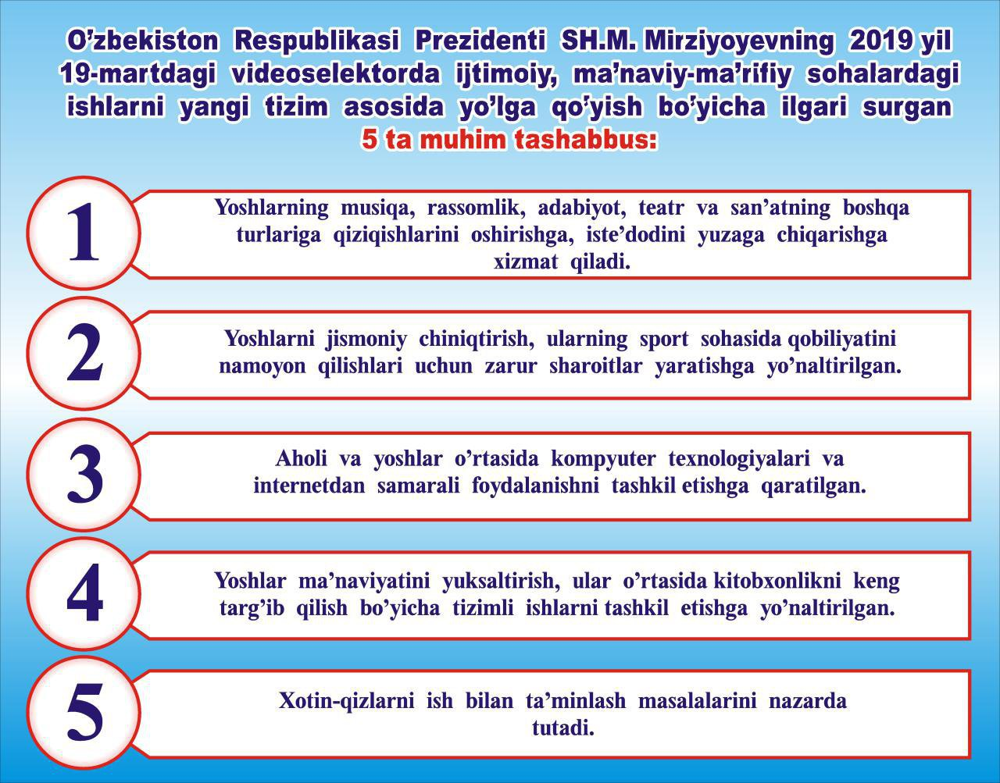 O’zbekiston Respublikasi Prezidenti SH.M. Mirziyoyevning 2019 yil
19-martdagi videoselektorda ijtimoiy, ma’naviy-ma’rifiy sohalardagi
ishlarni yangi tizim asosida yo’lga qo’yish bo’yicha ilgari surgan
5 ta muhim tashabbus:
1
Yoshlarning musiqa, rassomlik, adabiyot, teatr va san’atning boshqa
turlariga qiziqishlarini oshirishga, iste’dodini yuzaga chiqarishga
xizmat qiladi.
2
Yoshlarni jismoniy chiniqtirish, ularning sport sohasida qobiliyatini
namoyon qilishlari uchun zarur sharoitlar yaratishga yo’naltirilgan.
3
Aholi va yoshlar o’rtasida kompyuter texnologiyalari va
internetdan samarali foydalanishni tashkil etishga qaratilgan.
4
Yoshlar ma’naviyatini yuksaltirish, ular o’rtasida kitobxonlikni keng
targ’ib qilish bo’yicha tizimli ishlarni tashkil etishga yo’naltirilgan.
5
Xotin-qizlarni ish bilan ta’minlash masalalarini nazarda
tutadi.